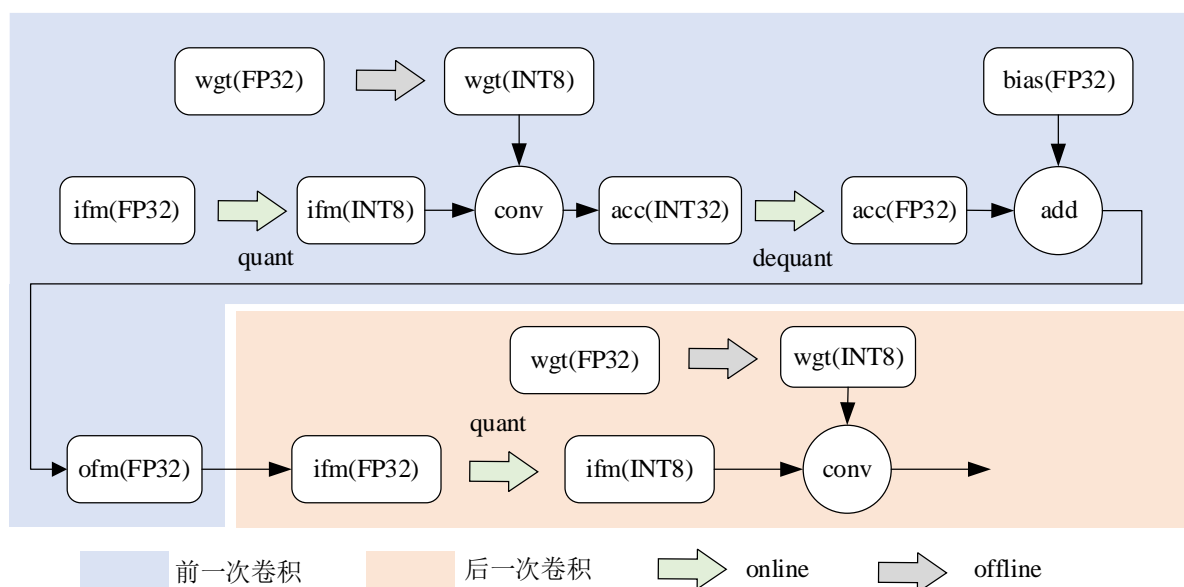 wgt(FP32)
wgt(INT8)
bias(FP32)
ifm(FP32)
ifm(INT8)
conv
acc(INT32)
acc(FP32)
add
quant
dequant
wgt(FP32)
wgt(INT8)
quant
ofm(FP32)
ifm(FP32)
ifm(INT8)
conv
前一次卷积
后一次卷积
online
offline